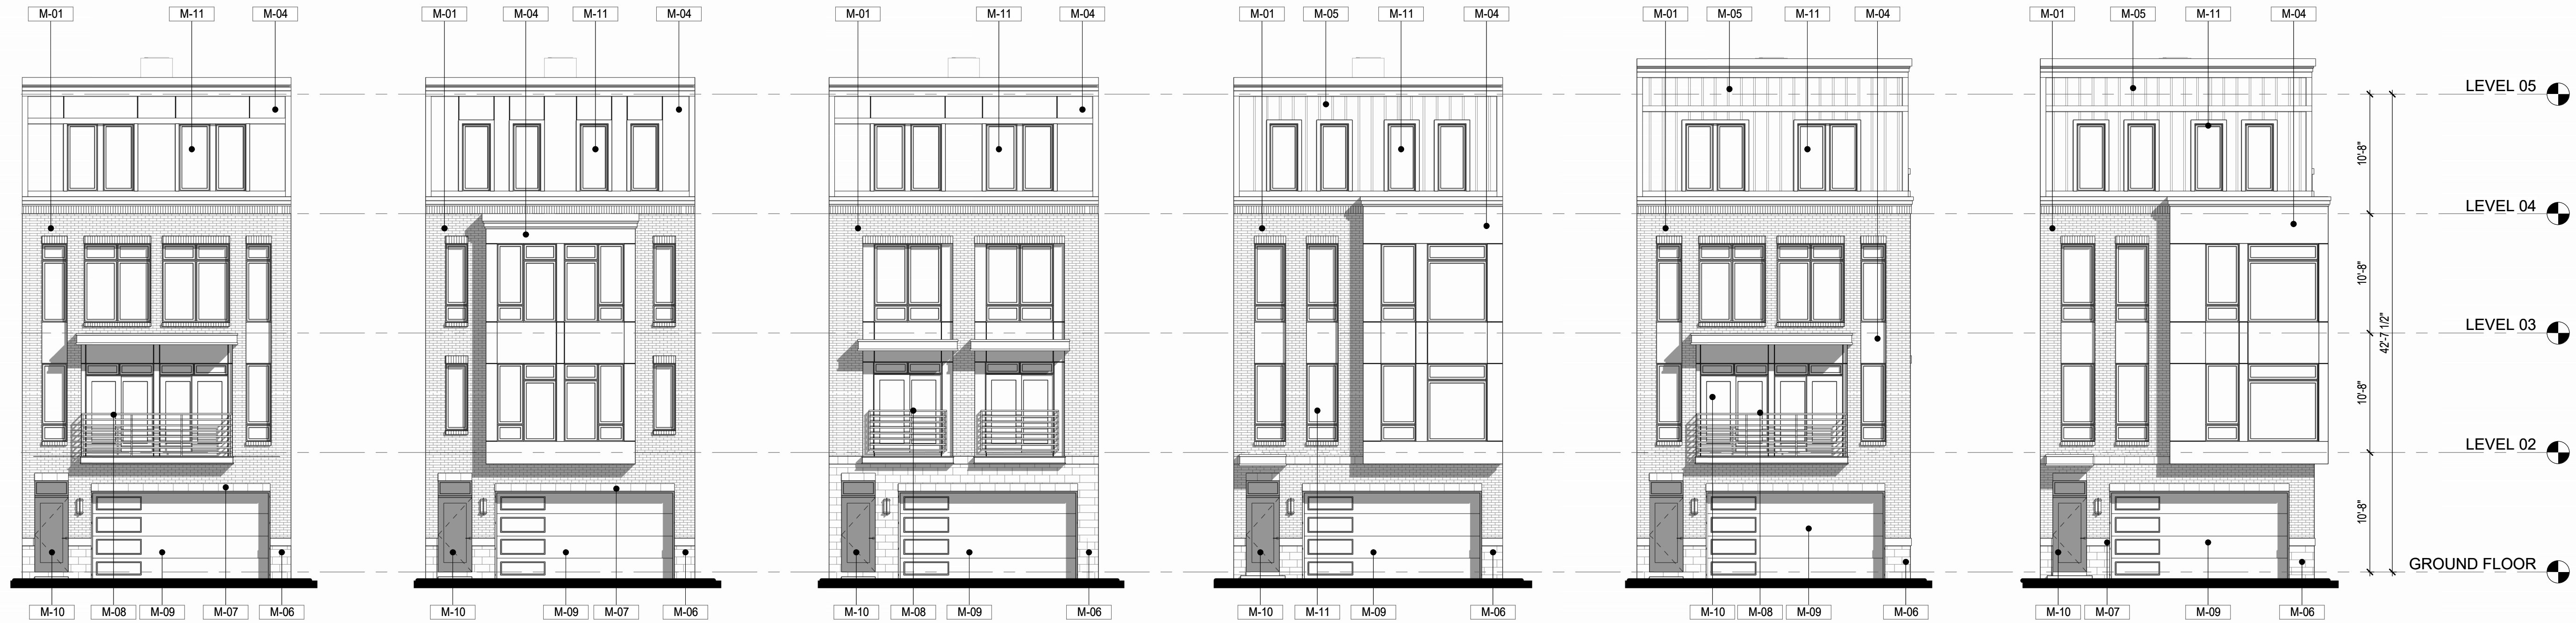 M-01 M-11 M-04 M-01 M-04 M-11 M-04 M-01 M-11 M-04 M-01 M-05 M-11 M-04 M-01 M-05 M-11 M-04 M-01 M-05 M-11 M-04
LEVEL 05
10'-8"
LEVEL 04
10'-8"
LEVEL 03
42'-7 1/2"
10'-8"
LEVEL 02
10'-8"
GROUND FLOOR
M-10 M-08 M-09 M-07 M-06 M-10 M-09 M-07 M-06 M-10 M-08 M-09 M-06 M-10 M-11 M-09 M-06 M-10 M-08 M-09 M-06 M-10 M-07 M-09 M-06